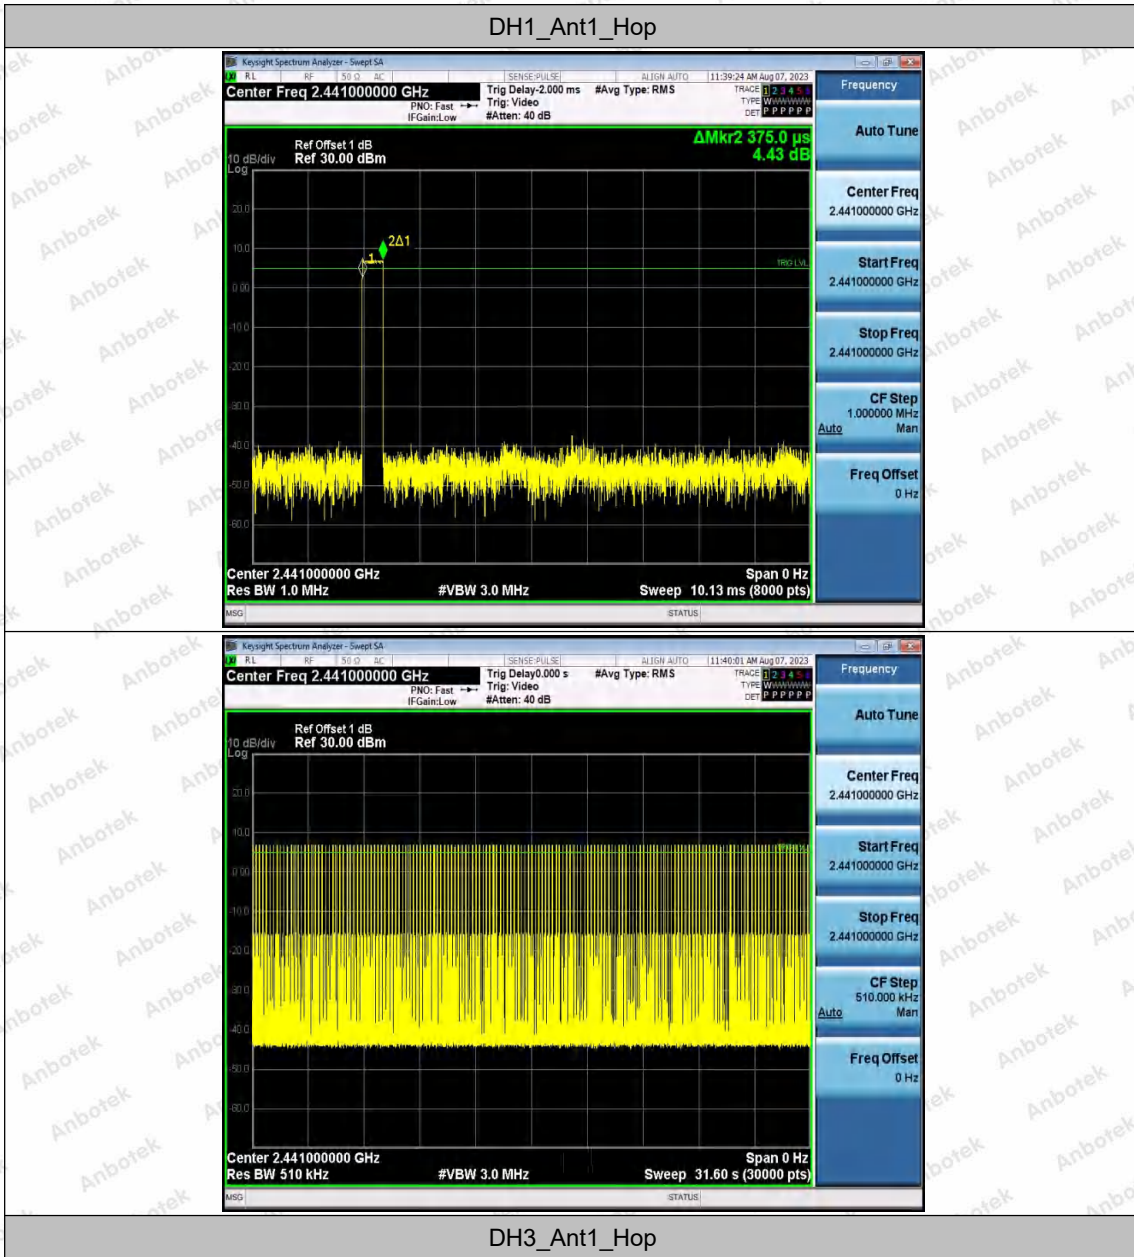 DH1_Ant1_Hop
Keysight Spectrum Analyzer - Swept SA
RL RF 50 Ω AC SENSE:PULSE ALIGN AUTO 11:39:24 AM Aug 07, 2023
Center Freq 2.441000000 GHz
PNO: Fast
IFGain:Low
Trig Delay-2.000 ms
Trig: Video
#Atten: 40 dB
#Avg Type: RMS
TRACE 1 2 3 4 5 6
TYPE WWWWWW
DET P P P P P P
Frequency
Auto Tune
Center Freq
2.441000000 GHz
Start Freq
2.441000000 GHz
Stop Freq
2.441000000 GHz
CF Step
1.000000 MHz
Auto Man
Freq Offset
0 Hz
ΔMkr2 375.0 µs
4.43 dB
Ref Offset 1 dB
10 dB/div Ref 30.00 dBm
Log
20.0
10.0
0.00
-10.0
-20.0
-30.0
-40.0
-50.0
-60.0
2Δ1
1
TRIG LVL
Center 2.441000000 GHz Span 0 Hz
Res BW 1.0 MHz #VBW 3.0 MHz Sweep 10.13 ms (8000 pts)
MSG STATUS
Keysight Spectrum Analyzer - Swept SA
RL RF 50 Ω AC SENSE:PULSE ALIGN AUTO 11:40:01 AM Aug 07, 2023
Center Freq 2.441000000 GHz
PNO: Fast
IFGain:Low
Trig Delay0.000 s
Trig: Video
#Atten: 40 dB
#Avg Type: RMS
TRACE 1 2 3 4 5 6
TYPE WWWWWW
DET P P P P P P
Frequency
Auto Tune
Center Freq
2.441000000 GHz
Start Freq
2.441000000 GHz
Stop Freq
2.441000000 GHz
CF Step
510.000 kHz
Auto Man
Freq Offset
0 Hz
Ref Offset 1 dB
10 dB/div Ref 30.00 dBm
Log
20.0
10.0
0.00
-10.0
-20.0
-30.0
-40.0
-50.0
-60.0
Center 2.441000000 GHz Span 0 Hz
Res BW 510 kHz #VBW 3.0 MHz Sweep 31.60 s (30000 pts)
MSG STATUS
DH3_Ant1_Hop
Anbotek